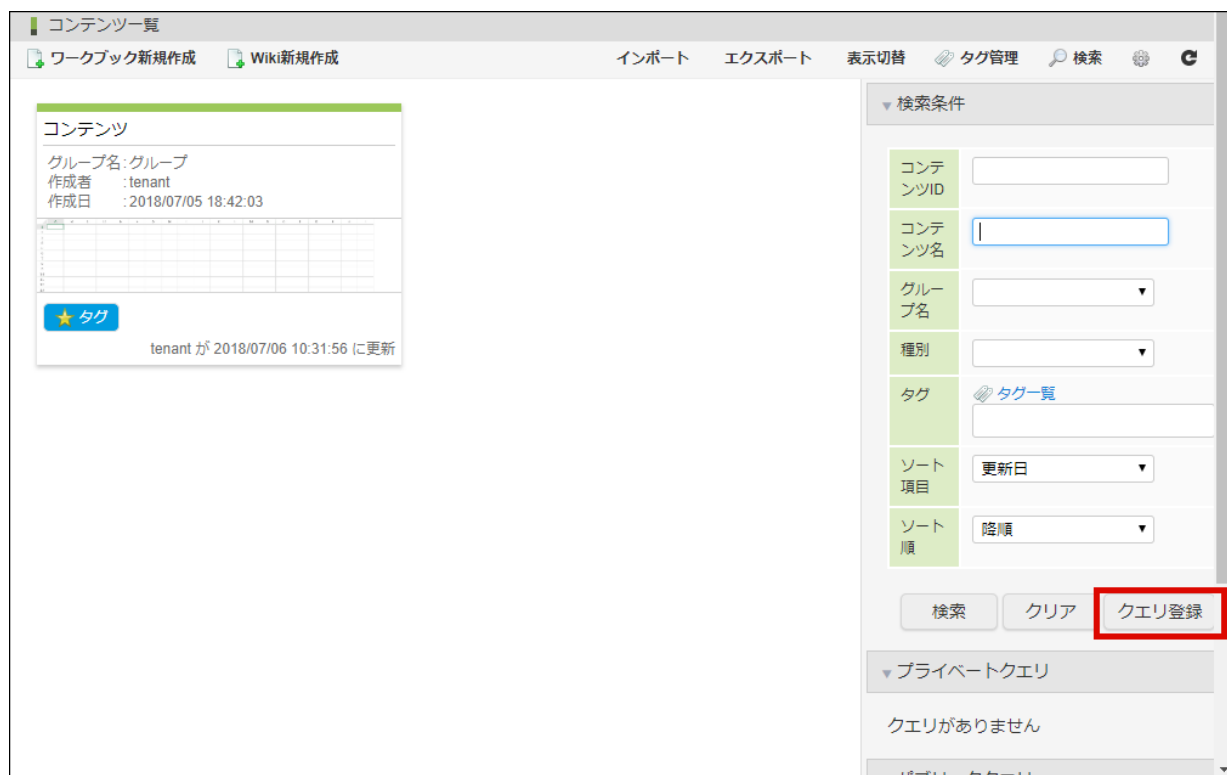 コンテンツ一覧
ワークブック新規作成 Wiki新規作成 インポート エクスポート 表示切替 タグ管理 検索
コンテンツ
グループ名:グループ
作成者 :tenant
作成日 :2018/07/05 18:42:03
タグ
tenant が 2018/07/06 10:31:56 に更新
検索条件
コンテ
ンツID
コンテ
ンツ名
グルー
プ名
種別
タグ タグ一覧
ソート
項目
更新日
ソート
順
降順
検索 クリア クエリ登録
プライベートクエリ
クエリがありません